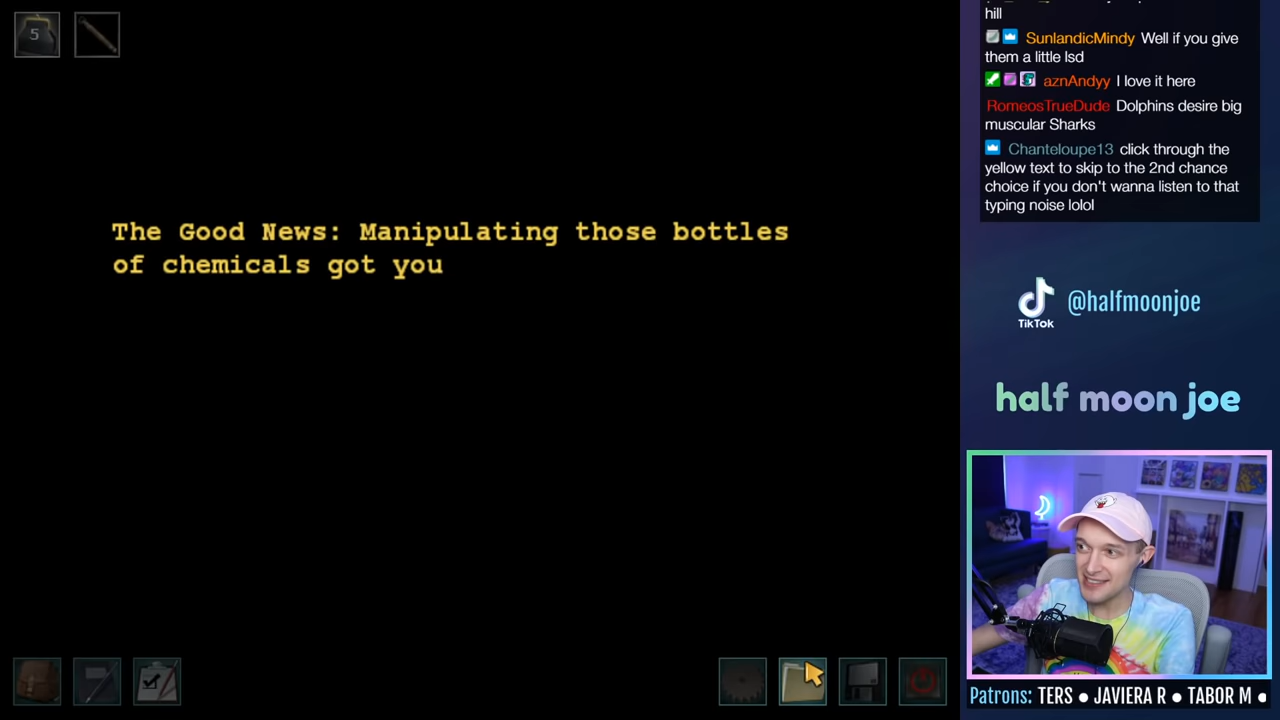 5
The Good News: Manipulating those bottles
of chemicals got you
hill
SunlandicMindy Well if you give
them a little lsd
aznAndyy I love it here
RomeosTrueDude Dolphins desire big
muscular Sharks
Chanteloupe13 click through the
yellow text to skip to the 2nd chance
choice if you don't wanna listen to that
typing noise lolol
TikTok
@halfmoonjoe
half moon joe
Patrons: TERS ● JAVIERA R ● TABOR M ●